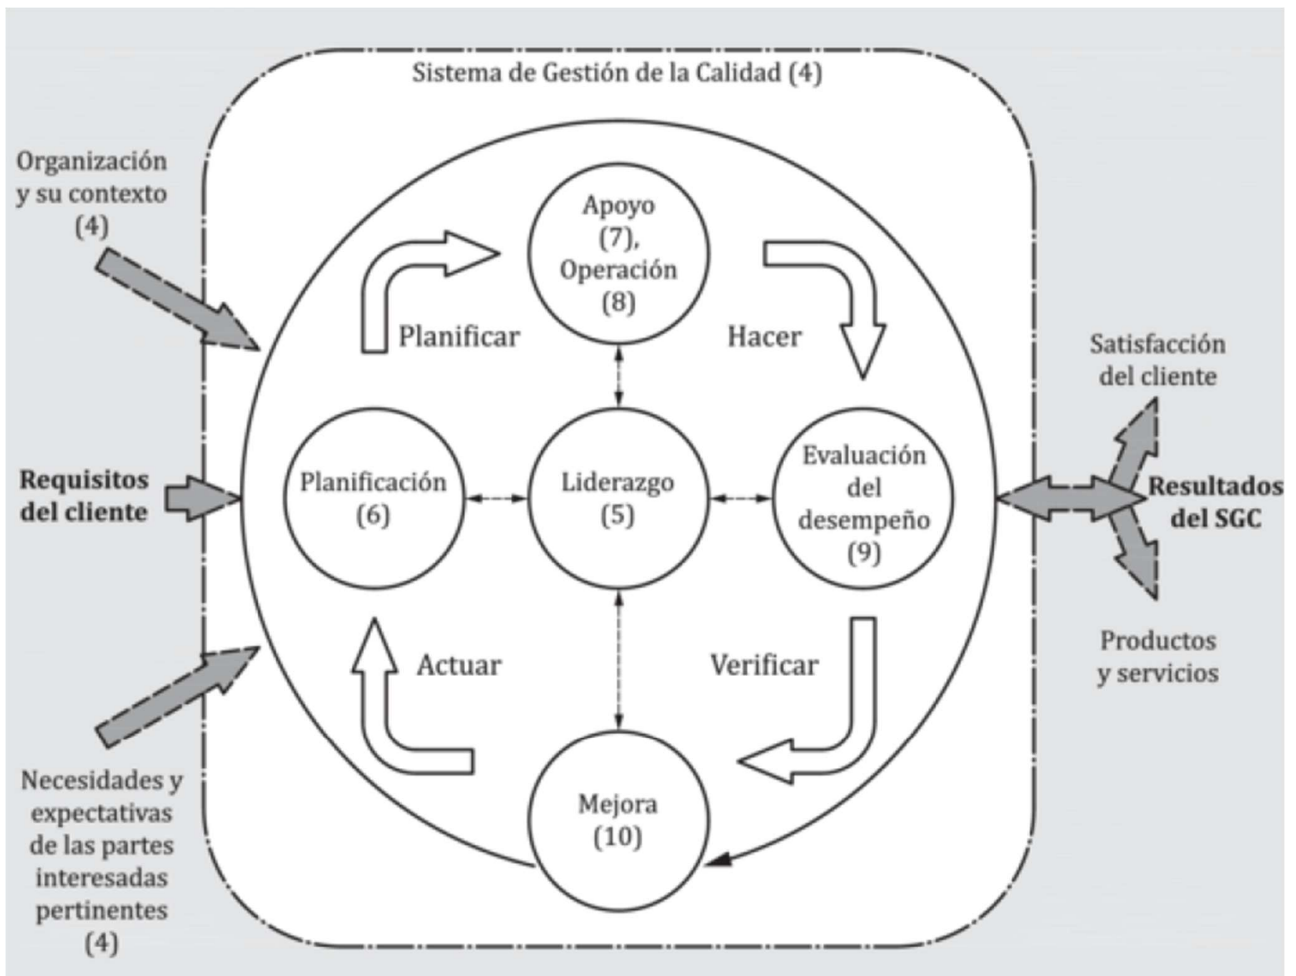 Sistema de Gestión de la Calidad (4)
Organización
y su contexto
(4)
Apoyo
(7),
Operación
(8)
Planificar
Hacer
Satisfacción
del cliente
Requisitos
del cliente
Planificación
(6)
Liderazgo
(5)
Evaluación
del
desempeño
(9)
Resultados
del SGC
Actuar
Verificar
Productos
y servicios
Necesidades y
expectativas
de las partes
interesadas
pertinentes
(4)
Mejora
(10)